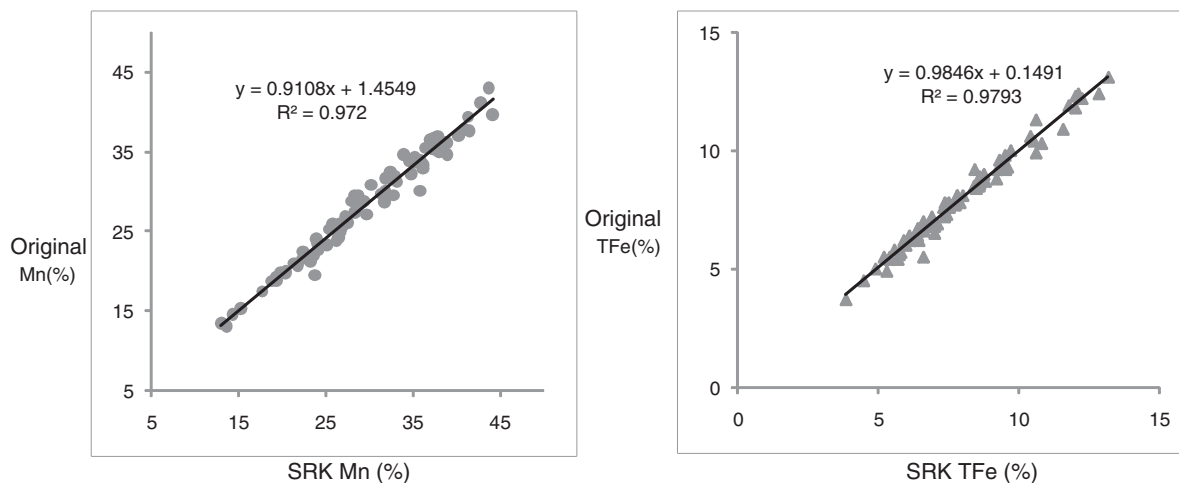 45
35
25
15
5
5 15 25 35 45
y = 0.9108x + 1.4549
R² = 0.972
Original
Mn(%)
SRK Mn (%)
15
10
5
0
0 5 10 15
y = 0.9846x + 0.1491
R² = 0.9793
Original
TFe(%)
SRK TFe (%)